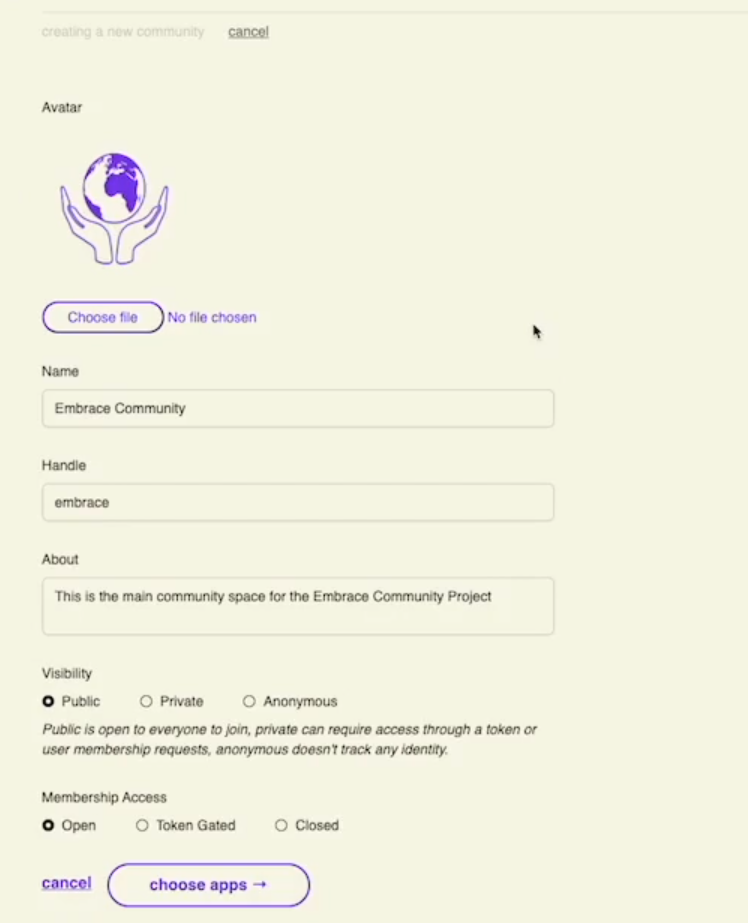 creating a new community cancel
Avatar
Choose file No file chosen
Name
Embrace Community
Handle
embrace
About
This is the main community space for the Embrace Community Project
Visibility
Public Private Anonymous
Public is open to everyone to join, private can require access through a token or
user membership requests, anonymous doesn't track any identity.
Membership Access
Open Token Gated Closed
cancel choose apps →